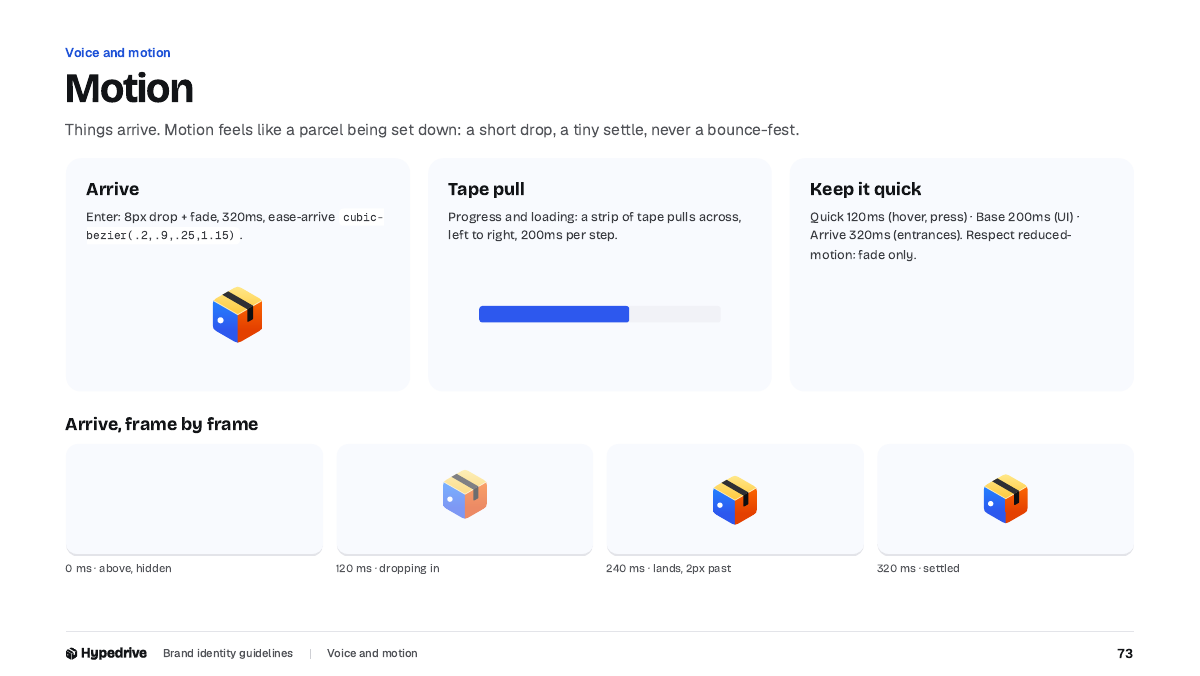 Voice and motion
Motion
Things arrive. Motion feels like a parcel being set down: a short drop, a tiny settle, never a bounce-fest.
Arrive
Enter: 8px drop + fade, 320ms, ease-arrive cubic-
bezier(.2,.9,.25,1.15) .
Tape pull
Progress and loading: a strip of tape pulls across,
left to right, 200ms per step.
Keep it quick
Quick 120ms (hover, press) · Base 200ms (UI) ·
Arrive 320ms (entrances). Respect reduced-
motion: fade only.
Arrive, frame by frame
0 ms · above, hidden
120 ms · dropping in
240 ms · lands, 2px past
320 ms · settled
Hypedrive Brand identity guidelines | Voice and motion 73